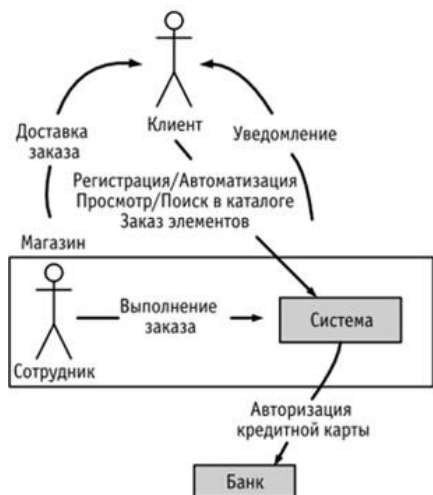 Клиент
Доставка
заказа
Уведомление
Регистрация/Автоматизация
Просмотр/Поиск в каталоге
Заказ элементов
Магазин
Выполнение
заказа
Система
Сотрудник
Авторизация
кредитной карты
Банк